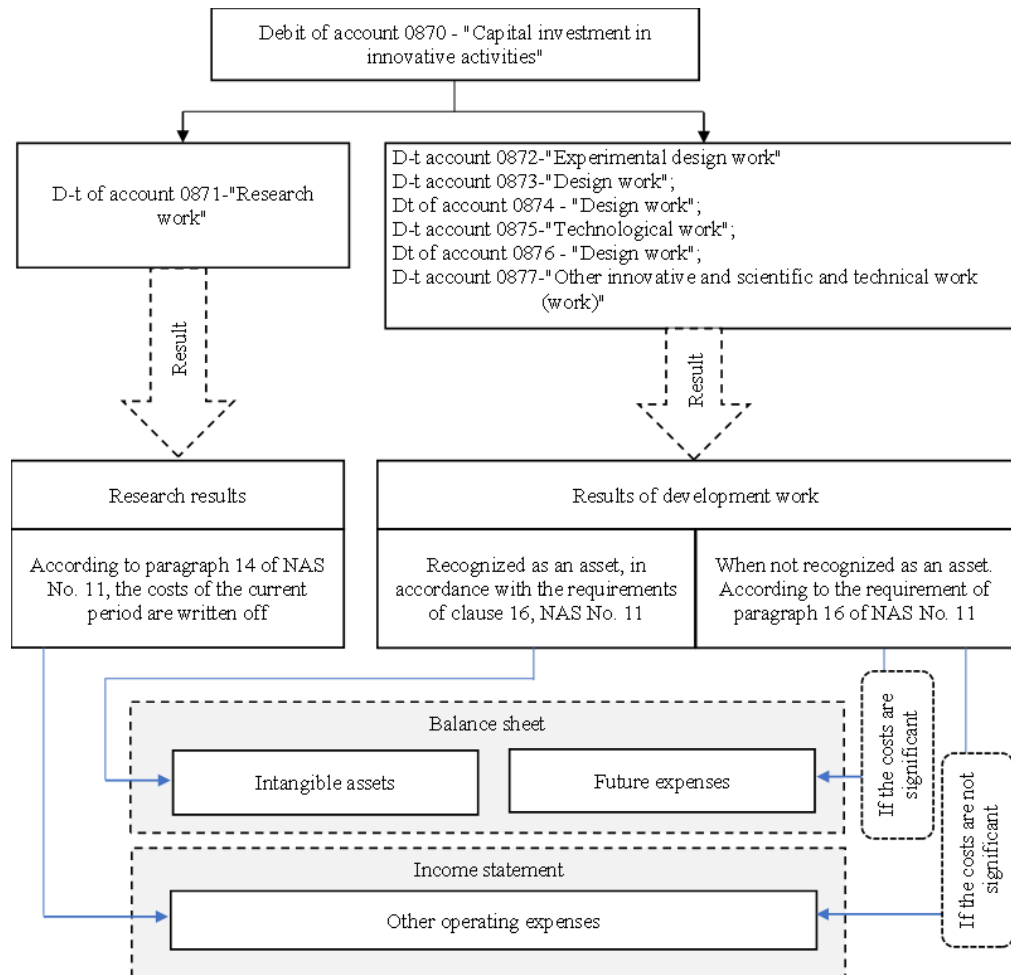 Debit of account 0870 - "Capital investment in
innovative activities"
D-t of account 0871-"Research
work"
D-t account 0872-"Experimental design work"
D-t account 0873-"Design work";
Dt of account 0874 - "Design work";
D-t account 0875-"Technological work";
Dt of account 0876 - "Design work";
D-t account 0877-"Other innovative and scientific and technical work
(work)"
Result
Result
Research results
Results of development work
According to paragraph 14 of NAS
No. 11, the costs of the current
period are written off
Recognized as an asset, in
accordance with the requirements
of clause 16, NAS No. 11
When not recognized as an asset.
According to the requirement of
paragraph 16 of NAS No. 11
If the costs are
significant
If the costs are not
significant
Balance sheet
Intangible assets
Future expenses
Income statement
Other operating expenses